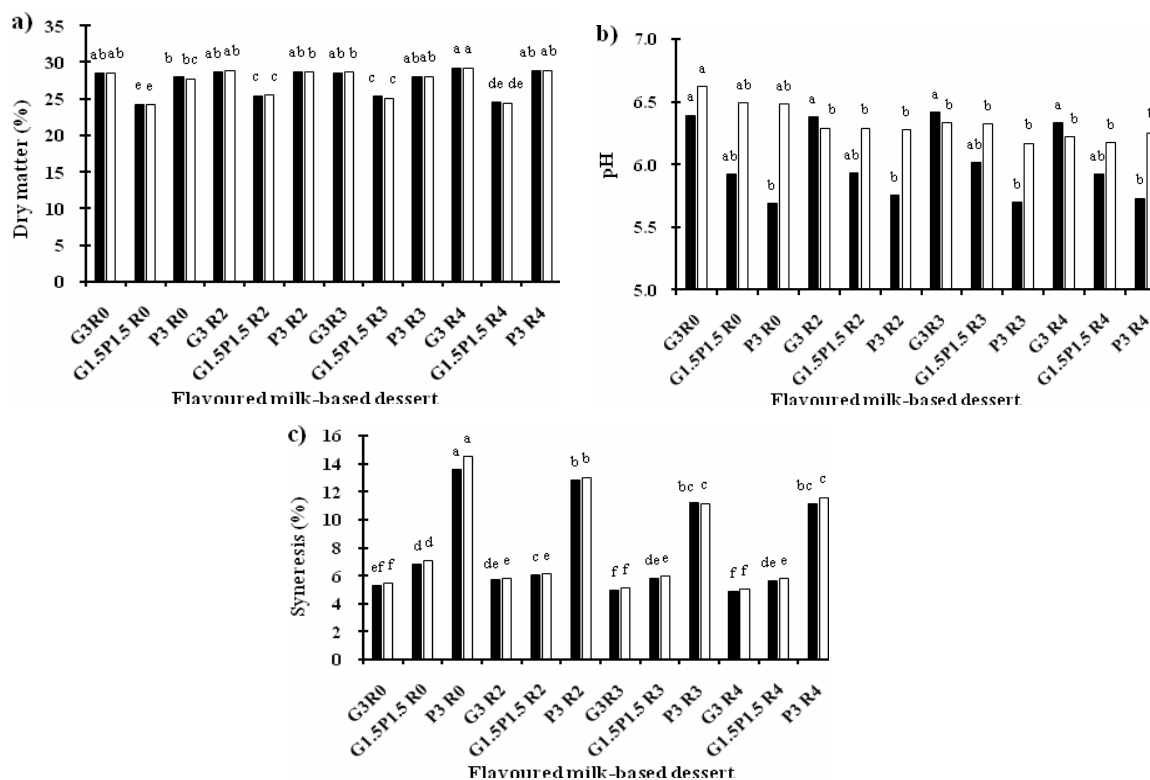 a)
Dry matter (%)
40
35
30
25
20
15
10
5
0
ab ab e e b bc ab ab c c ab b ab b c c ab ab a a de de ab ab
G3R0
G1.5P1.5 R0
P3 R0
G3 R2
G1.5P1.5 R2
P3 R2
G3R3
G1.5P1.5 R3
P3 R3
G3 R4
G1.5P1.5 R4
P3 R4
Flavoured milk-based dessert
b)
pH
7.0
6.5
6.0
5.5
5.0
a a ab ab b ab a b ab b b b a b ab b b b a b ab b b
G3R0
G1.5P1.5 R0
P3 R0
G3 R2
G1.5P1.5 R2
P3 R2
G3R3
G1.5P1.5 R3
P3 R3
G3 R4
G1.5P1.5 R4
P3 R4
Flavoured milk-based dessert
c)
Syneresis (%)
16
14
12
10
8
6
4
2
0
ef f d d a a de e c e b b f f de e bc c f f de e bc c
G3R0
G1.5P1.5 R0
P3 R0
G3 R2
G1.5P1.5 R2
P3 R2
G3R3
G1.5P1.5 R3
P3 R3
G3 R4
G1.5P1.5 R4
P3 R4
Flavoured milk-based dessert